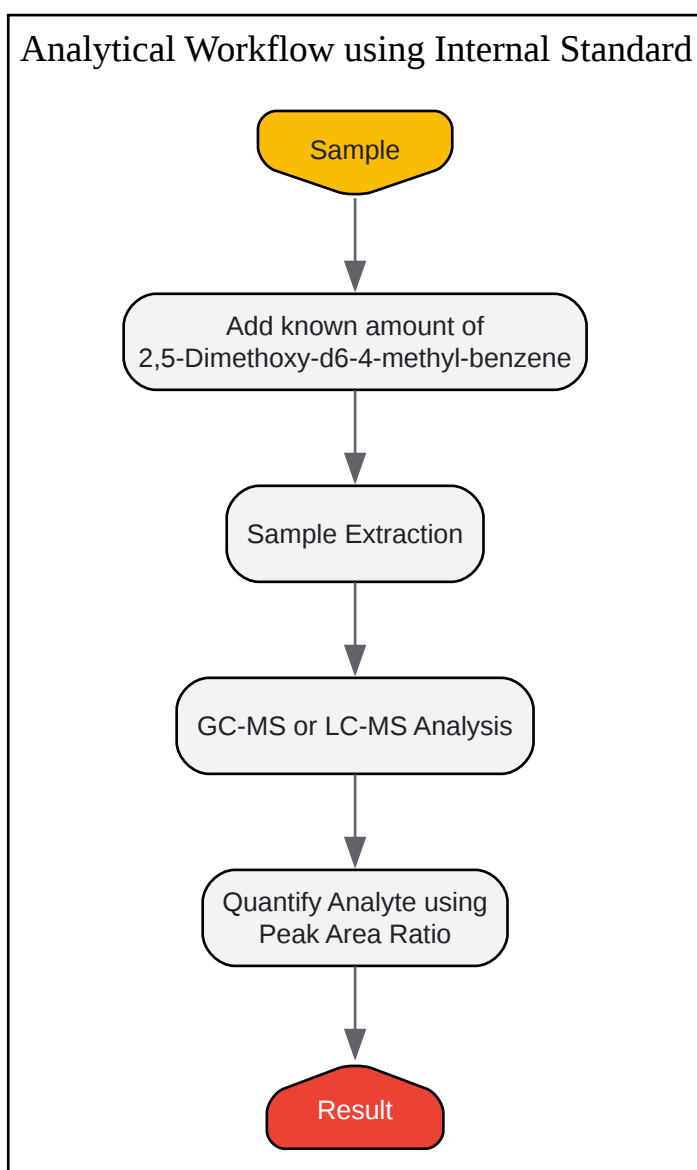 Analytical Workflow using Internal Standard
Sample
Add known amount of
2,5-Dimethoxy-d6-4-methyl-benzene
Sample Extraction
GC-MS or LC-MS Analysis
Quantify Analyte using
Peak Area Ratio
Result